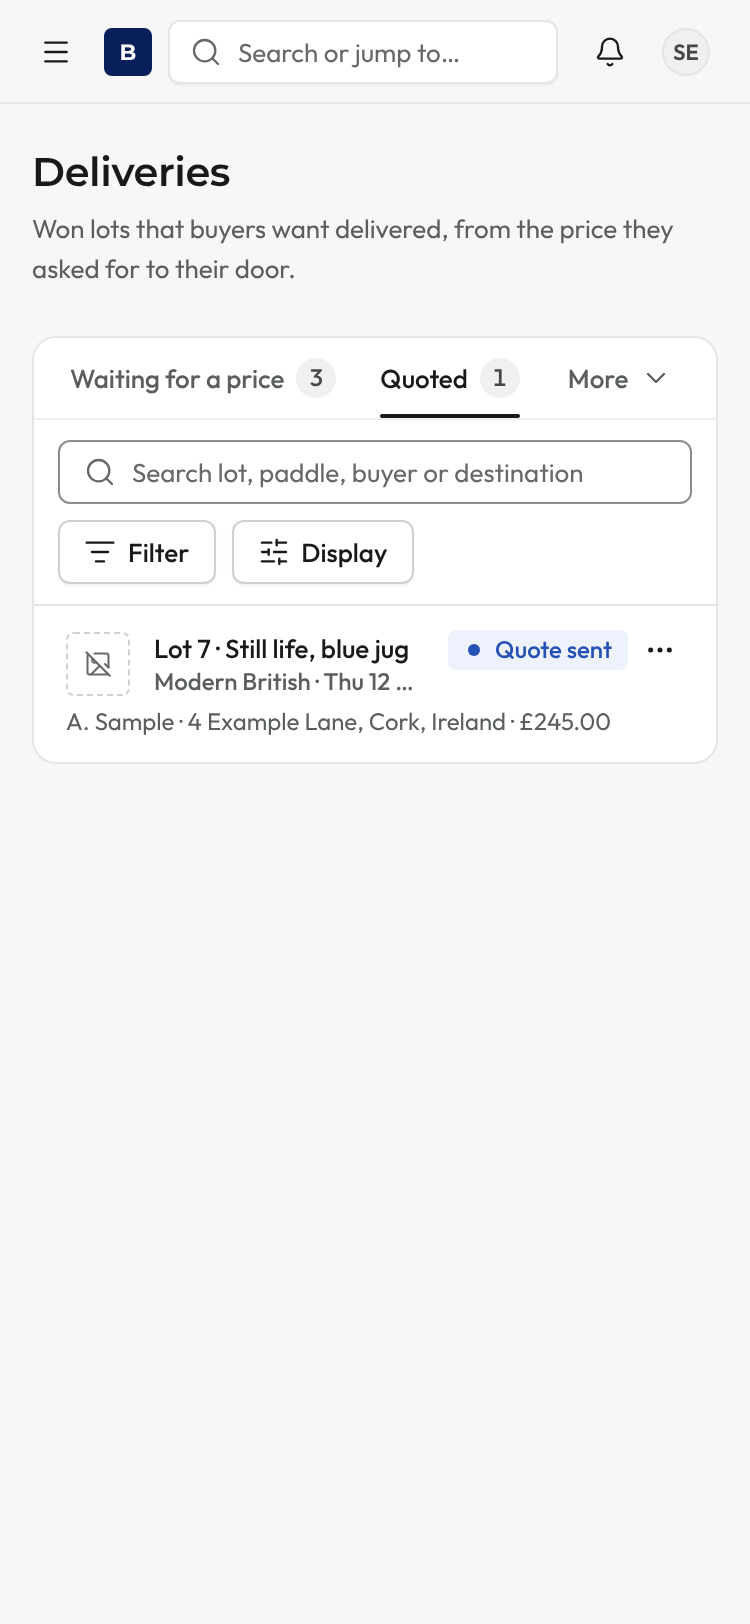 B
Search or jump to...
SE
Deliveries
Won lots that buyers want delivered, from the price they
asked for to their door.
Waiting for a price 3
Quoted 1
More
Search lot, paddle, buyer or destination
Filter
Display
Lot 7 · Still life, blue jug
Quote sent
Modern British · Thu 12 ...
A. Sample · 4 Example Lane, Cork, Ireland · £245.00